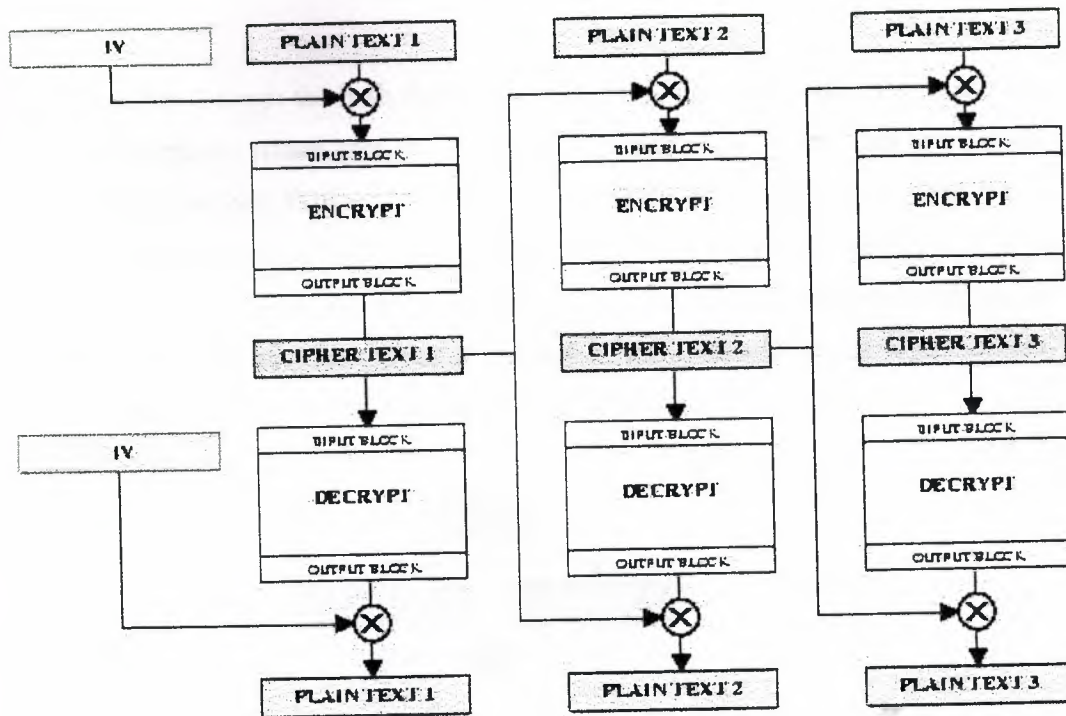 IV
PLAIN TEXT 1
PLAIN TEXT 2
PLAIN TEXT 3
INPUT BLOCK
INPUT BLOCK
INPUT BLOCK
ENCRYPT
ENCRYPT
ENCRYPT
OUTPUT BLOCK
OUTPUT BLOCK
OUTPUT BLOCK
CIPHER TEXT 1
CIPHER TEXT 2
CIPHER TEXT 3
INPUT BLOCK
INPUT BLOCK
INPUT BLOCK
IV
DECRYPT
DECRYPT
DECRYPT
OUTPUT BLOCK
OUTPUT BLOCK
OUTPUT BLOCK
PLAIN TEXT 1
PLAIN TEXT 2
PLAIN TEXT 3